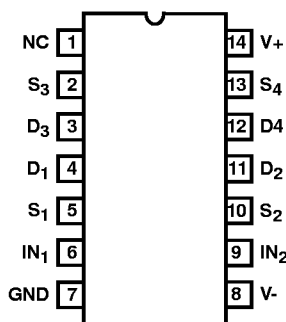 NC 1 14 V+
S₃ 2 13 S₄
D₃ 3 12 D4
D₁ 4 11 D₂
S₁ 5 10 S₂
IN₁ 6 9 IN₂
GND 7 8 V-